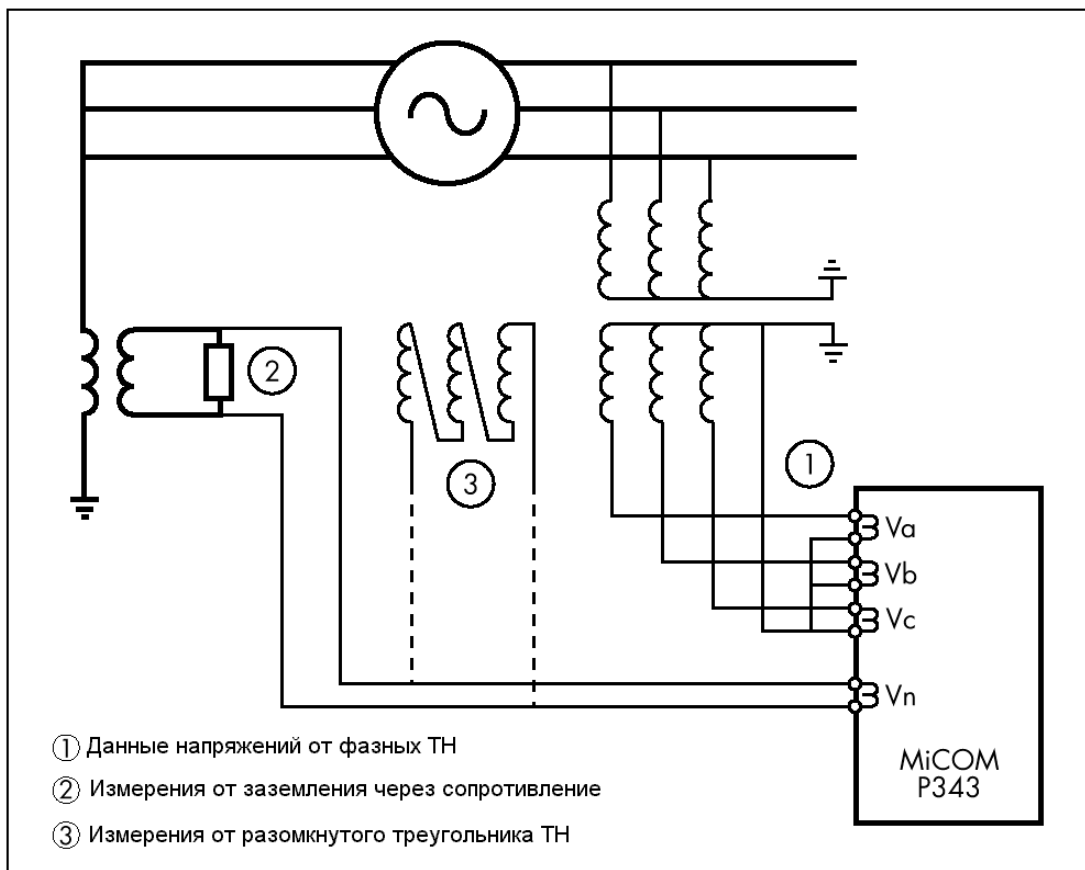 ②
③
①
Va
Vb
Vc
Vn
MiCOM
P343
① Данные напряжений от фазных ТН
② Измерения от заземления через сопротивление
③ Измерения от разомкнутого треугольника ТН